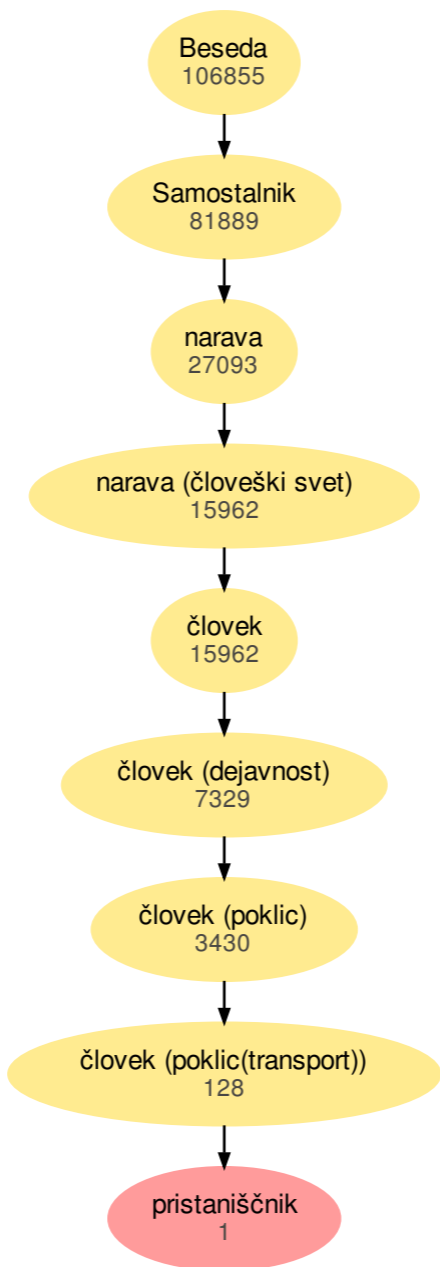 Beseda
106855
Samostalnik
81889
narava
27093
narava (človeški svet)
15962
človek
15962
človek (dejavnost)
7329
človek (poklic)
3430
človek (poklic(transport))
128
pristaniščnik
1